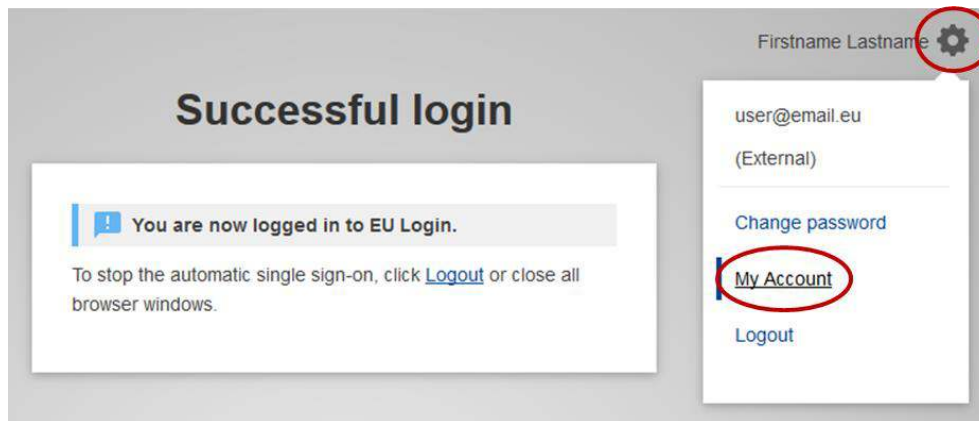 Firstname Lastname
Successful login
You are now logged in to EU Login.
To stop the automatic single sign-on, click Logout or close all
browser windows.
user@email.eu
(External)
Change password
My Account
Logout